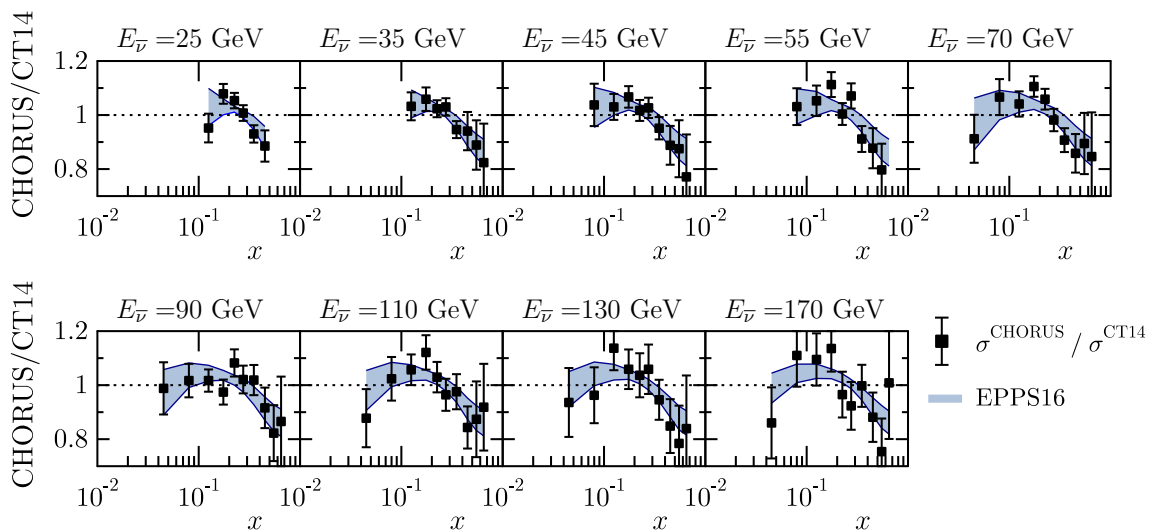 CHORUS/CT14
E_ν̅ =25 GeV E_ν̅ =35 GeV E_ν̅ =45 GeV E_ν̅ =55 GeV E_ν̅ =70 GeV
1.2
1
0.8
10⁻² 10⁻¹ 10⁻² 10⁻¹ 10⁻² 10⁻¹ 10⁻² 10⁻¹ 10⁻² 10⁻¹
x x x x x
CHORUS/CT14
E_ν̅ =90 GeV E_ν̅ =110 GeV E_ν̅ =130 GeV E_ν̅ =170 GeV
1.2
1
0.8
10⁻² 10⁻¹ 10⁻² 10⁻¹ 10⁻² 10⁻¹ 10⁻² 10⁻¹
x x x x
σ^CHORUS / σ^CT14
EPPS16